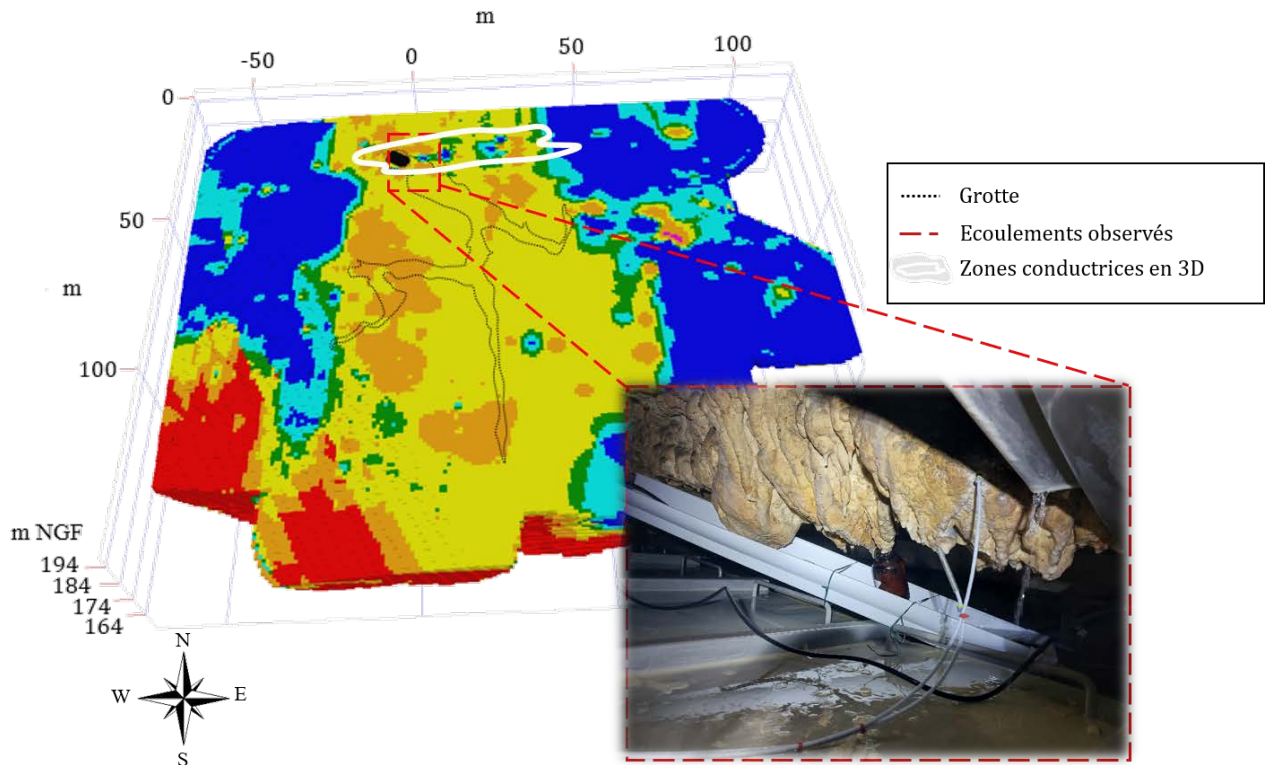 m
-50 0 50 100
0
50
m
100
m NGF
194
184
174
164
N
W E
S
Grotte
Ecoulements observés
Zones conductrices en 3D